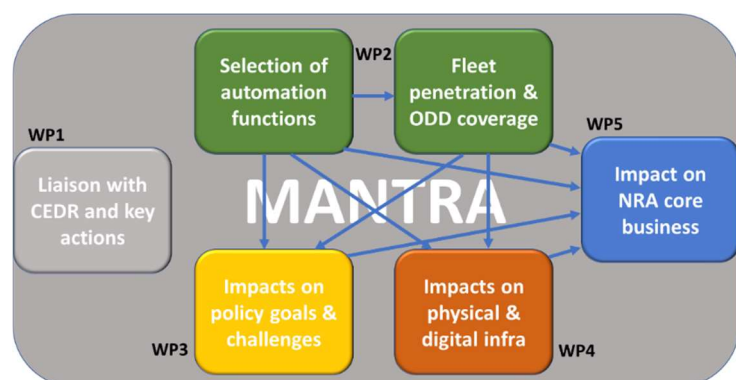 WP2
Selection of
automation
functions
Fleet
penetration &
ODD coverage
WP1
Liaison with
CEDR and key
actions
MANTRA
WP5
Impact on
NRA core
business
Impacts on
policy goals &
challenges
WP3
Impacts on
physical &
digital infra
WP4